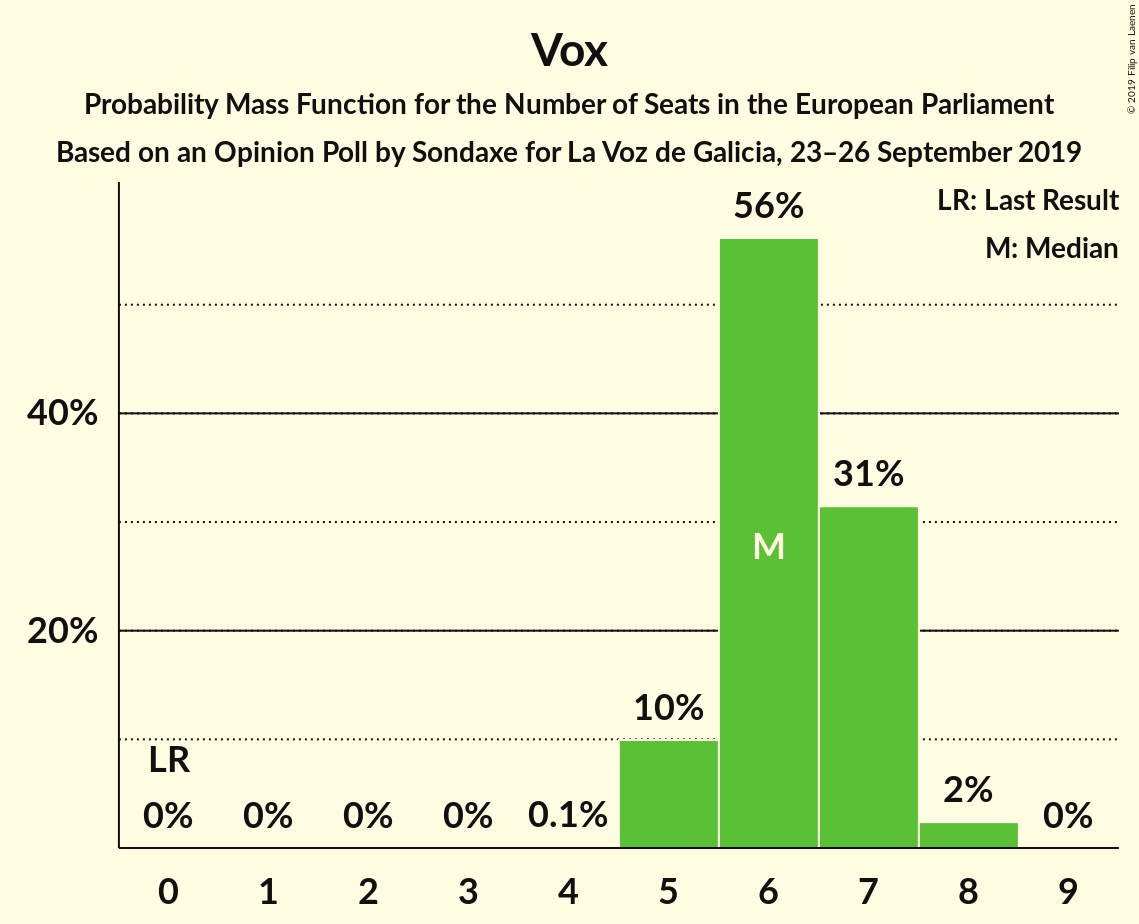 Vox
Probability Mass Function for the Number of Seats in the European Parliament
Based on an Opinion Poll by Sondaxe for La Voz de Galicia, 23–26 September 2019
© 2019 Filip van Laenen
LR: Last Result
M: Median
56%
40%
31%
M
20%
10%
LR
2%
0% 0% 0% 0% 0.1% 0%
0 1 2 3 4 5 6 7 8 9